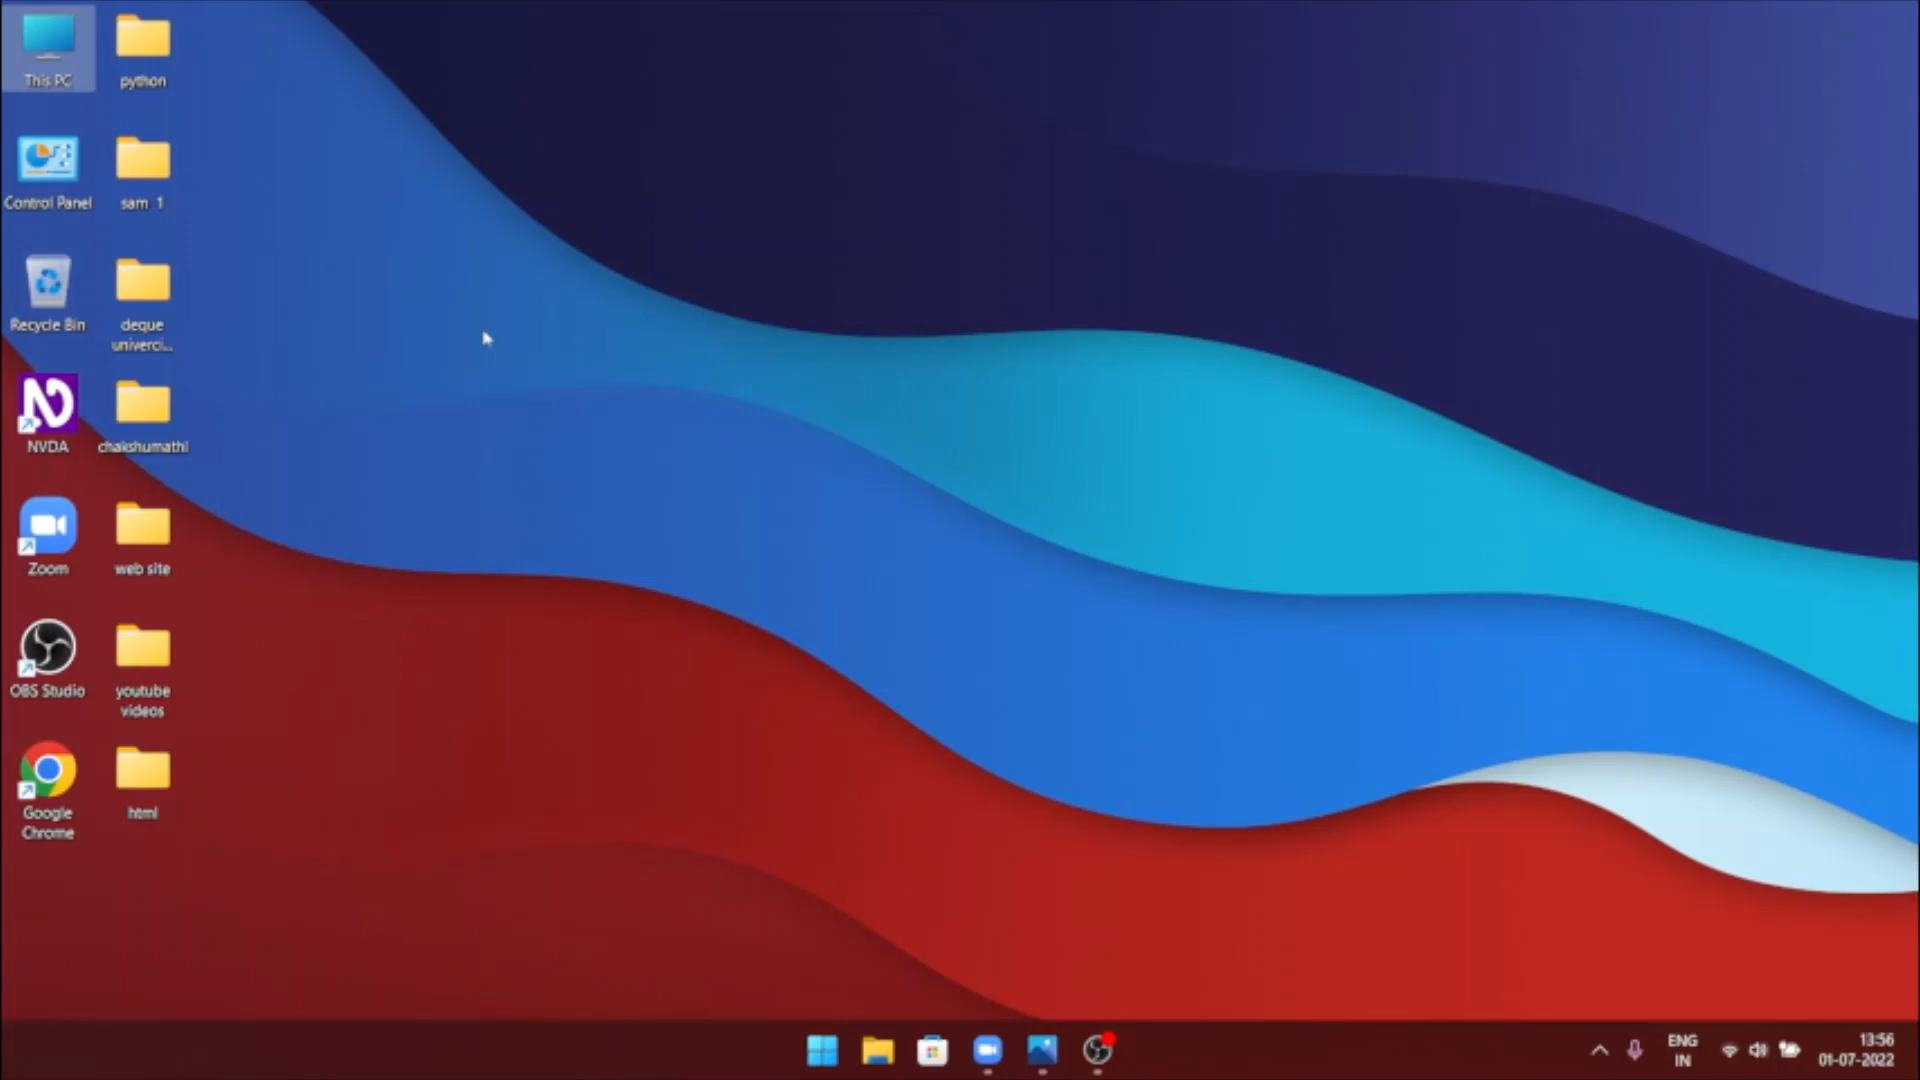 This PC
python
Control Panel
sam 1
Recycle Bin
deque
universi...
NVDA
chakshumathi
Zoom
web site
OBS Studio
youtube
videos
Google
Chrome
html
ENG
IN
13:56
01-07-2022